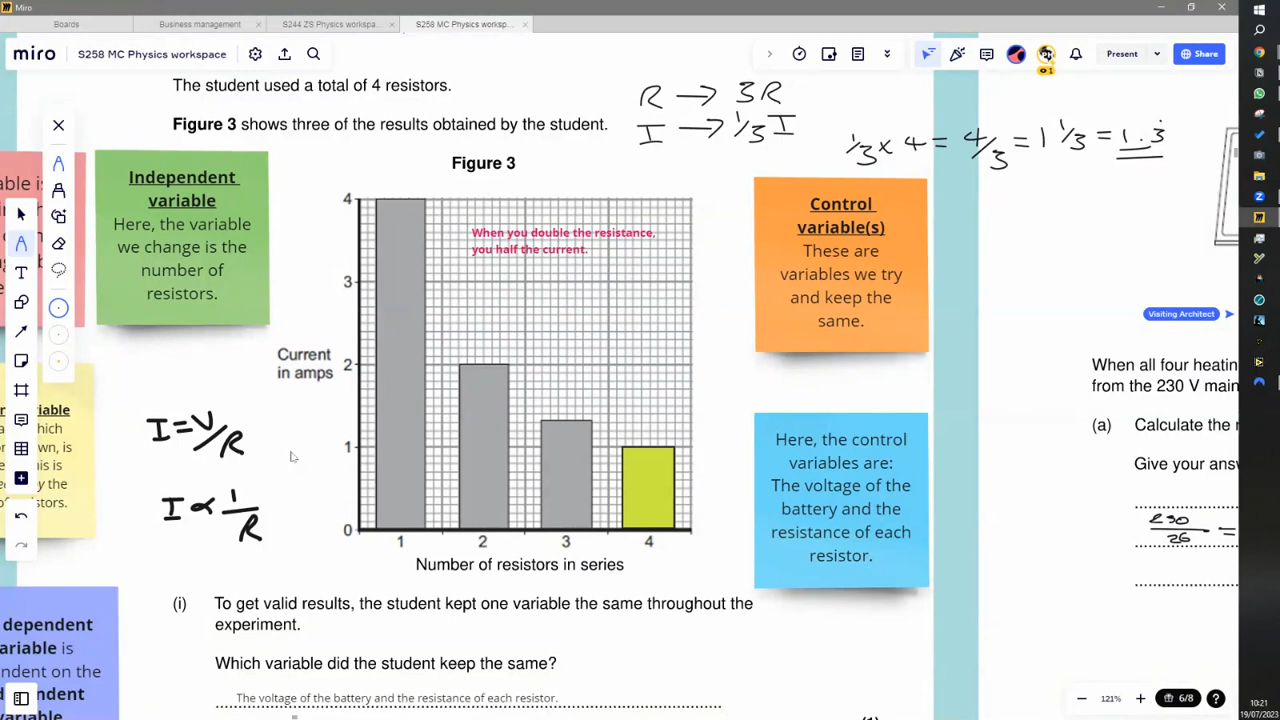 Miro
Boards
Business management
S244 ZS Physics workspa...
S258 MC Physics workspa...
miro
S258 MC Physics workspace
Present
Share
1
The student used a total of 4 resistors.
Figure 3 shows three of the results obtained by the student.
R → 3R
I → 1/3 I
1/3 x 4 = 4/3 = 1 1/3 = 1.3̇
Figure 3
Independent
variable
Here, the variable
we change is the
number of
resistors.
When you double the resistance,
you half the current.
Control
variable(s)
These are
variables we try
and keep the
same.
4
3
2
1
0
Current
in amps
1 2 3 4
Number of resistors in series
I = V/R
I ∝ 1/R
Here, the control
variables are:
The voltage of the
battery and the
resistance of each
resistor.
Visiting Architect
When all four heating
from the 230 V main
(a) Calculate the
Give your answ
230/26 =
(i) To get valid results, the student kept one variable the same throughout the
experiment.
Which variable did the student keep the same?
The voltage of the battery and the resistance of each resistor.
dependent
variable is
ndent on the
121%
6/8
?
10:21
19/07/2023